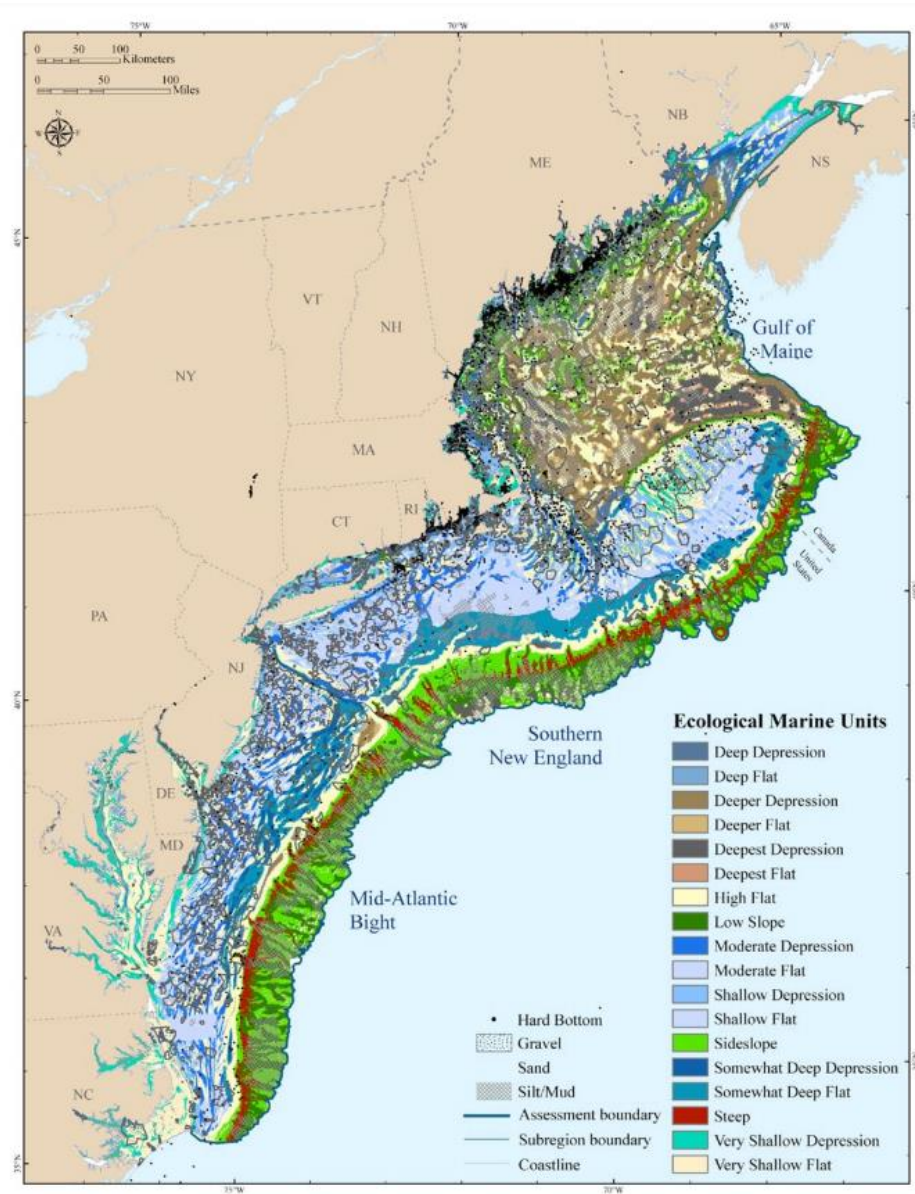 75°W
70°W
65°W
0 50 100
Kilometers
0 50 100
Miles
N
W E
S
NB
ME
NS
45°N
VT
NH
Gulf of
Maine
NY
MA
CT
RI
Canada
United
States
PA
NJ
40°N
Southern
New England
DE
MD
Mid-Atlantic
Bight
VA
NC
35°N
75°W
70°W
Ecological Marine Units
Deep Depression
Deep Flat
Deeper Depression
Deeper Flat
Deepest Depression
Deepest Flat
High Flat
Low Slope
Moderate Depression
Moderate Flat
Shallow Depression
Shallow Flat
Sideslope
Somewhat Deep Depression
Somewhat Deep Flat
Steep
Very Shallow Depression
Very Shallow Flat
Hard Bottom
Gravel
Sand
Silt/Mud
Assessment boundary
Subregion boundary
Coastline